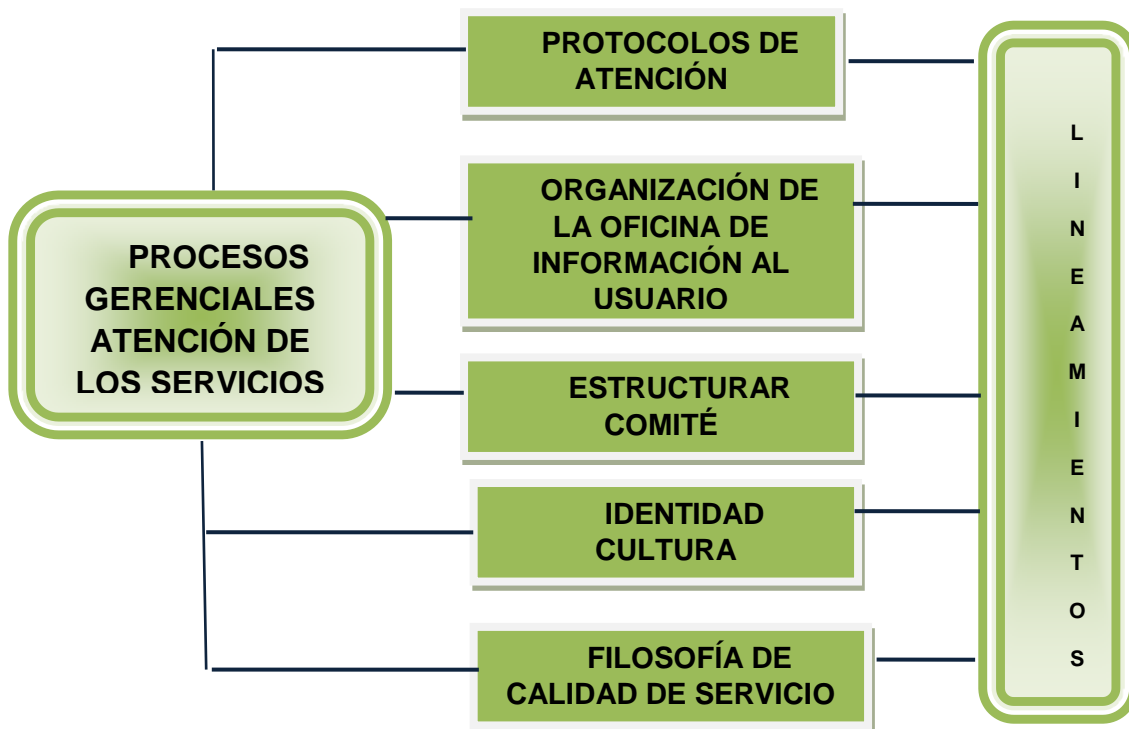 PROCESOS
GERENCIALES
ATENCIÓN DE
LOS SERVICIOS
PROTOCOLOS DE
ATENCIÓN
ORGANIZACIÓN DE
LA OFICINA DE
INFORMACIÓN AL
USUARIO
ESTRUCTURAR
COMITÉ
IDENTIDAD
CULTURA
FILOSOFÍA DE
CALIDAD DE SERVICIO
L
I
N
E
A
M
I
E
N
T
O
S